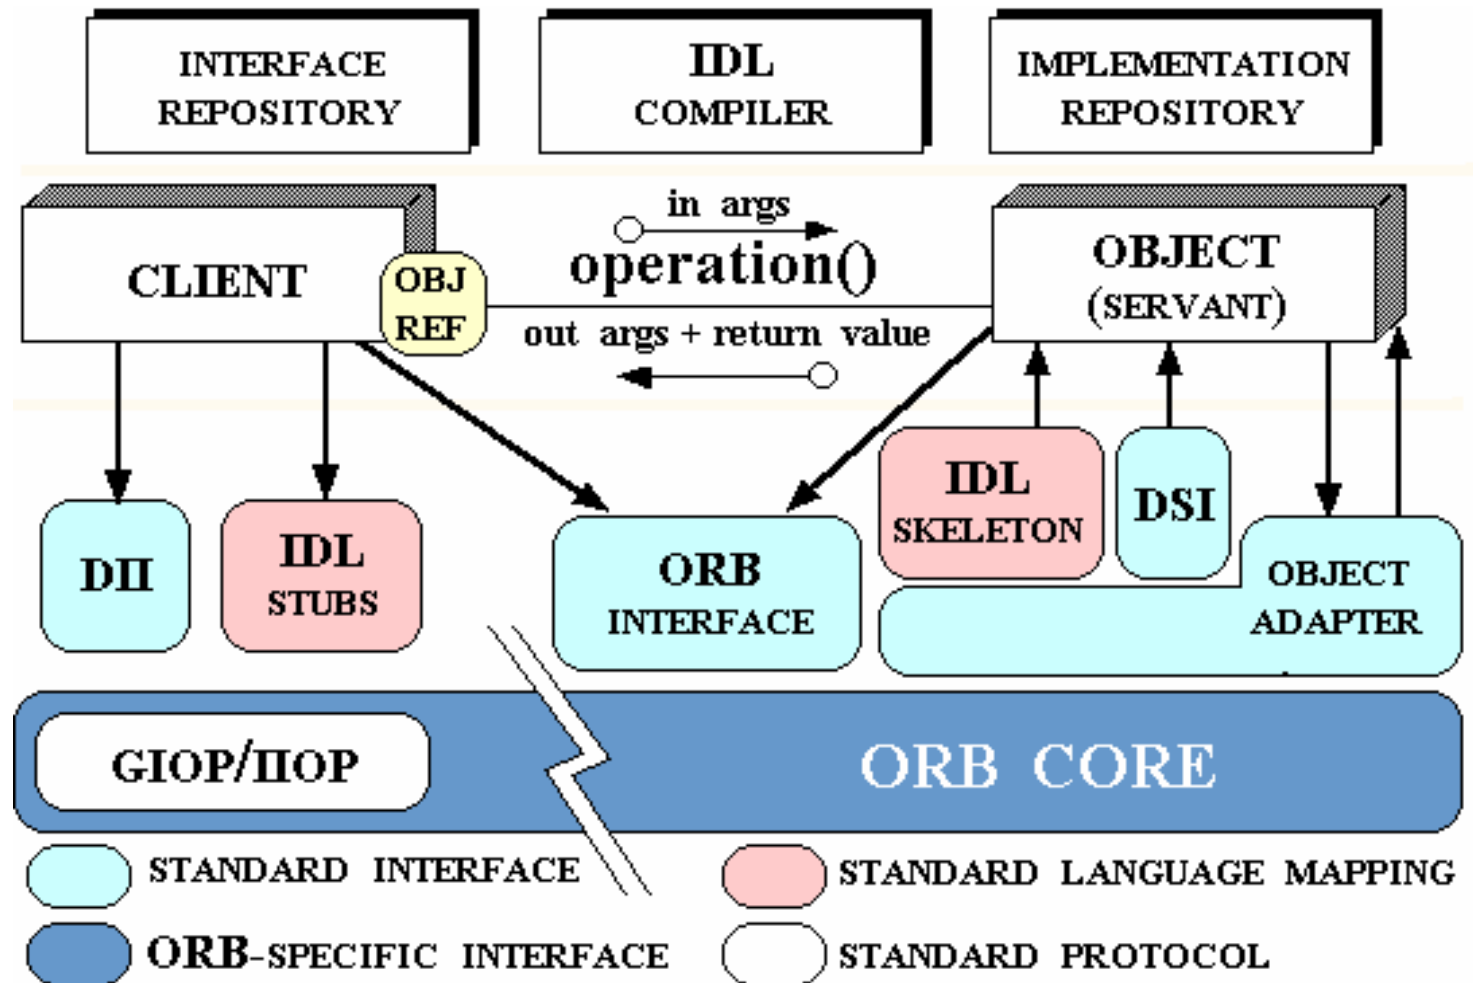 INTERFACE
REPOSITORY
IDL
COMPILER
IMPLEMENTATION
REPOSITORY
CLIENT
OBJ
REF
in args
operation()
out args + return value
OBJECT
(SERVANT)
DII
IDL
STUBS
ORB
INTERFACE
IDL
SKELETON
DSI
OBJECT
ADAPTER
GIOP/IIOP
ORB CORE
STANDARD INTERFACE
STANDARD LANGUAGE MAPPING
ORB-SPECIFIC INTERFACE
STANDARD PROTOCOL